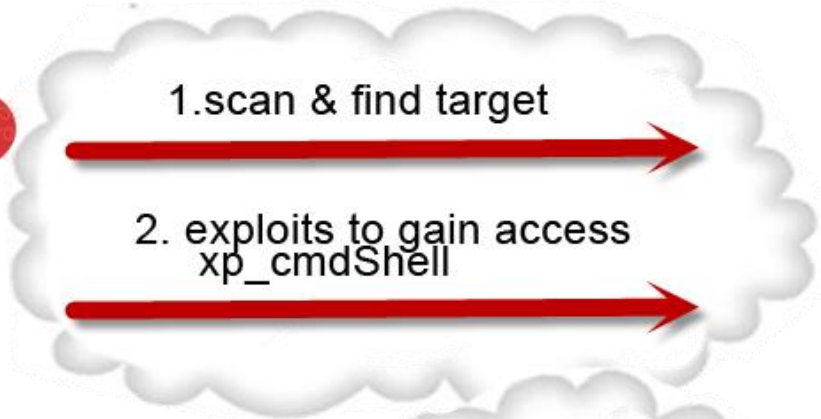 1.scan & find target
2. exploits to gain access
xp_cmdShell